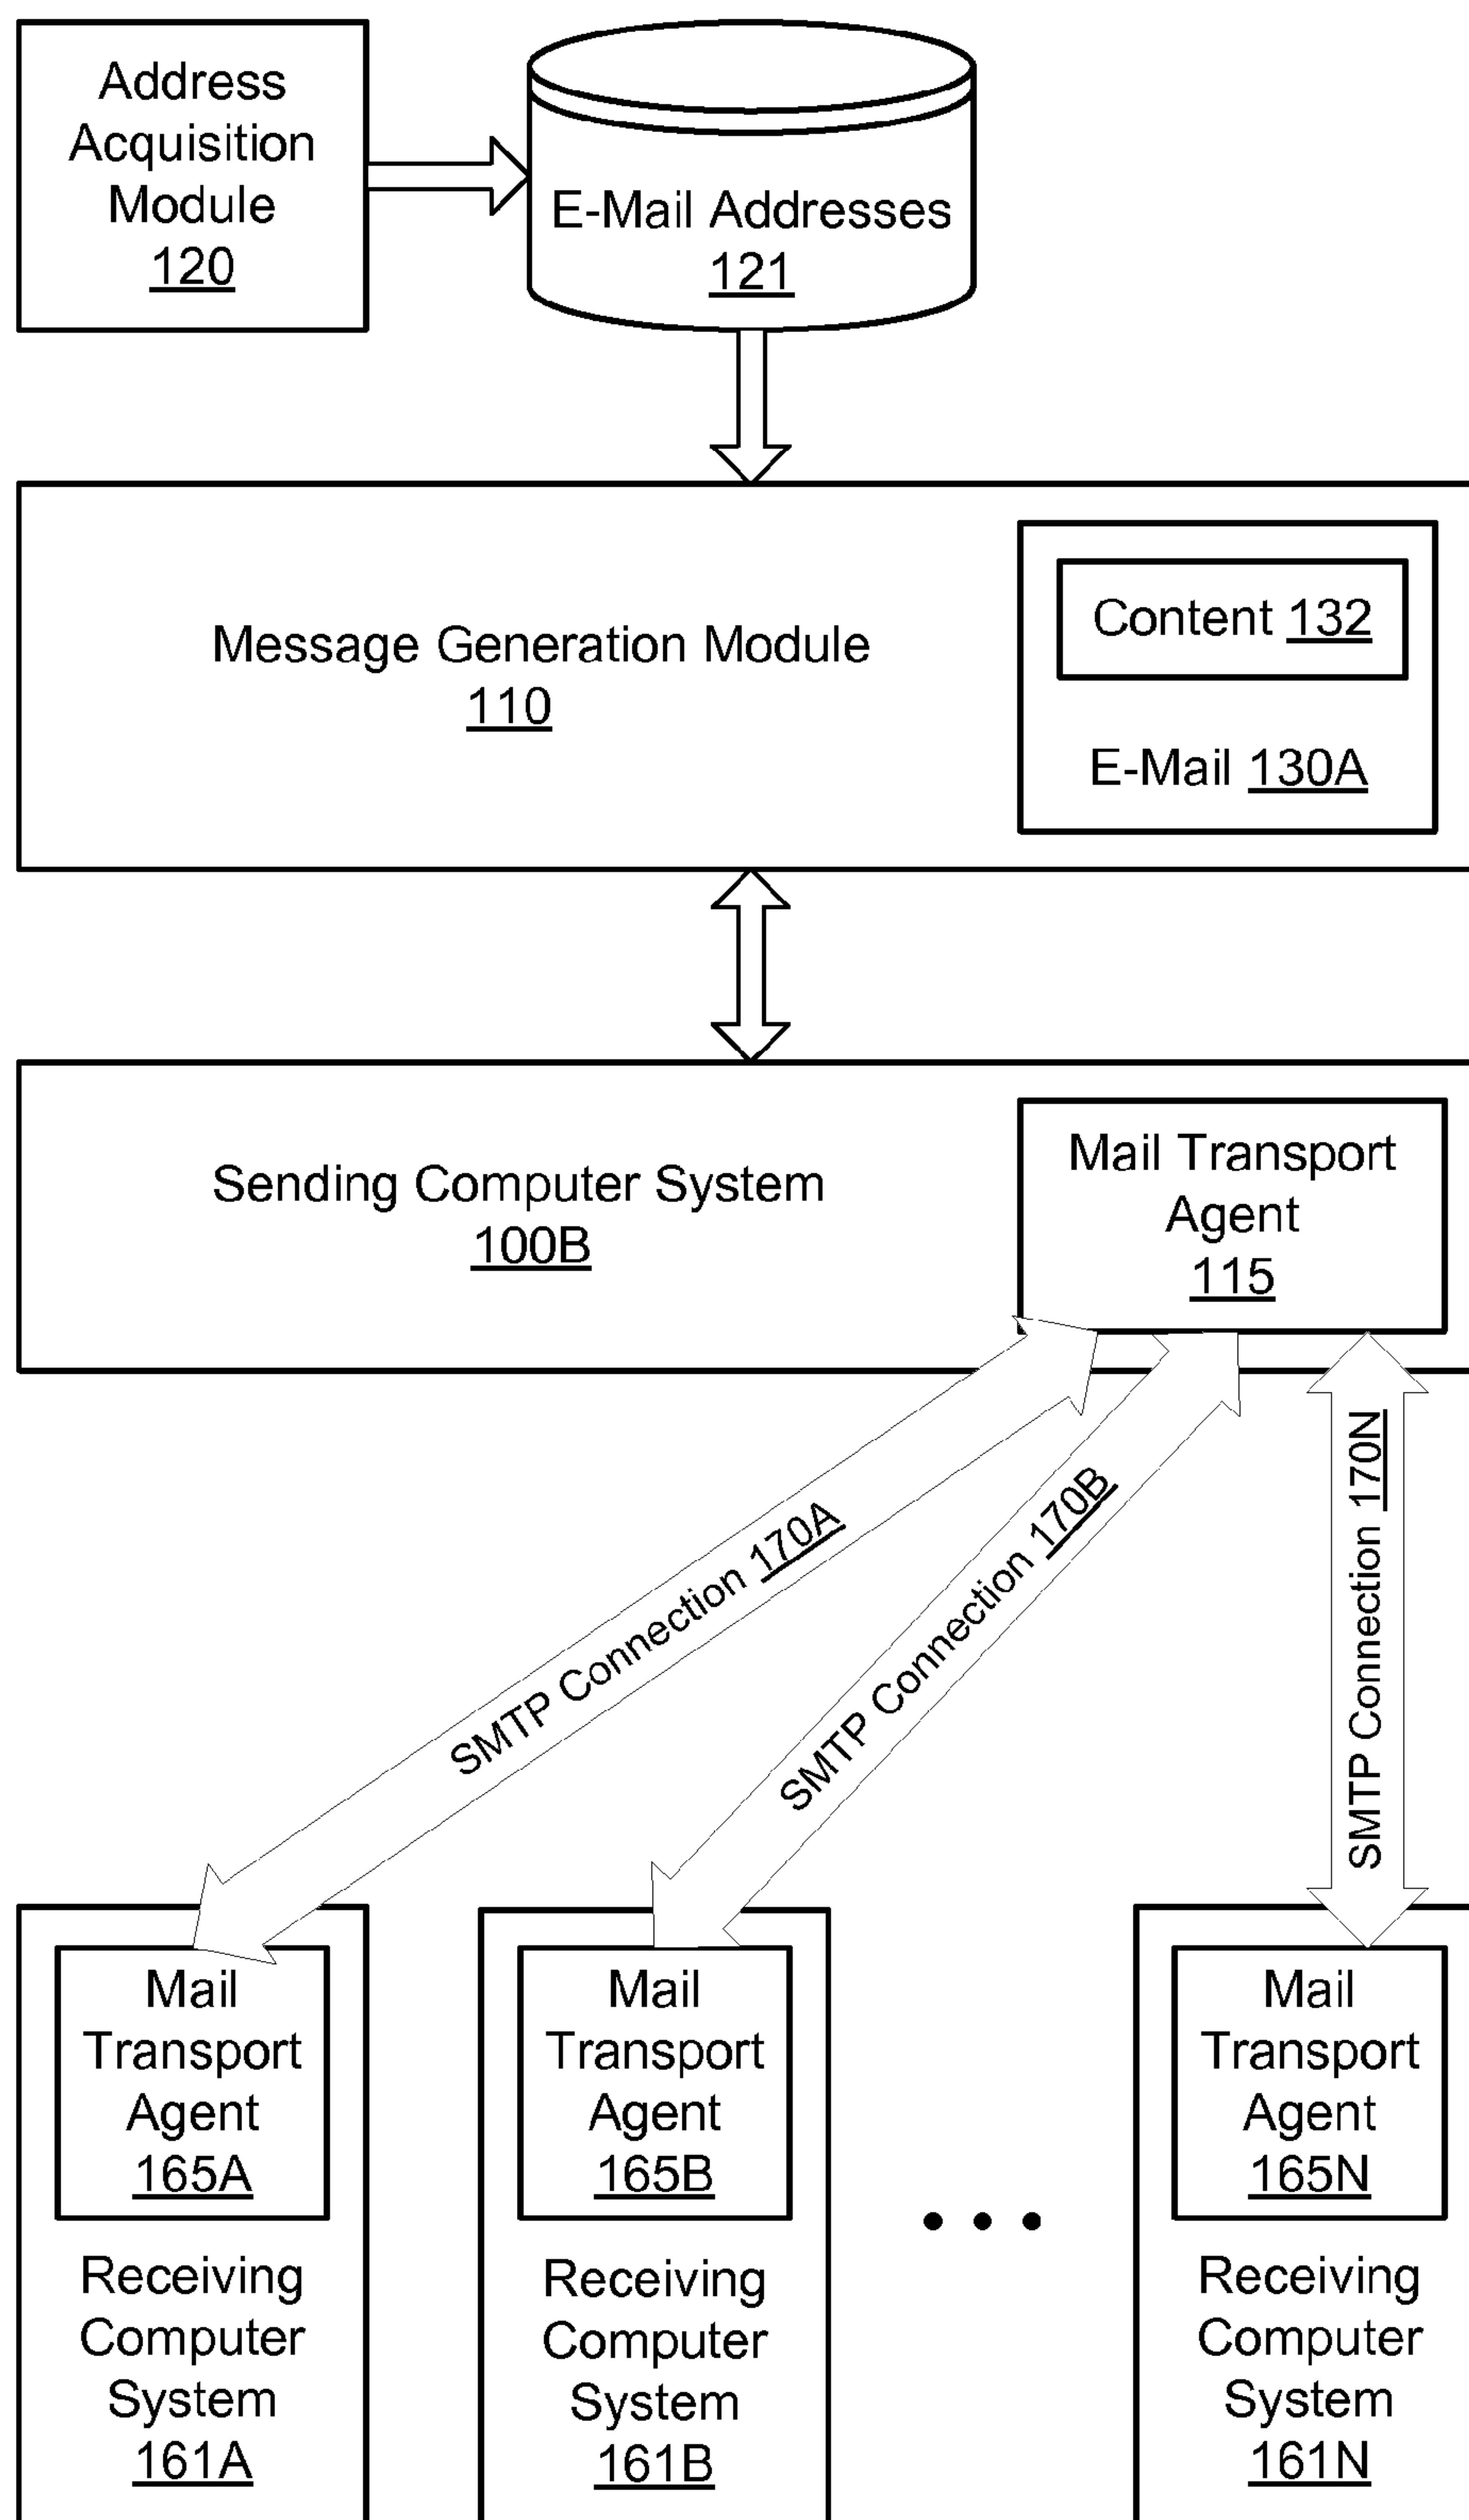 Address
Acquisition
Module
120
E-Mail Addresses
121
Message Generation Module
110
Content 132
E-Mail 130A
Sending Computer System
100B
Mail Transport
Agent
115
SMTP Connection 170A
SMTP Connection 170B
SMTP Connection 170N
Mail
Transport
Agent
165A
Receiving
Computer
System
161A
Mail
Transport
Agent
165B
Receiving
Computer
System
161B
Mail
Transport
Agent
165N
Receiving
Computer
System
161N